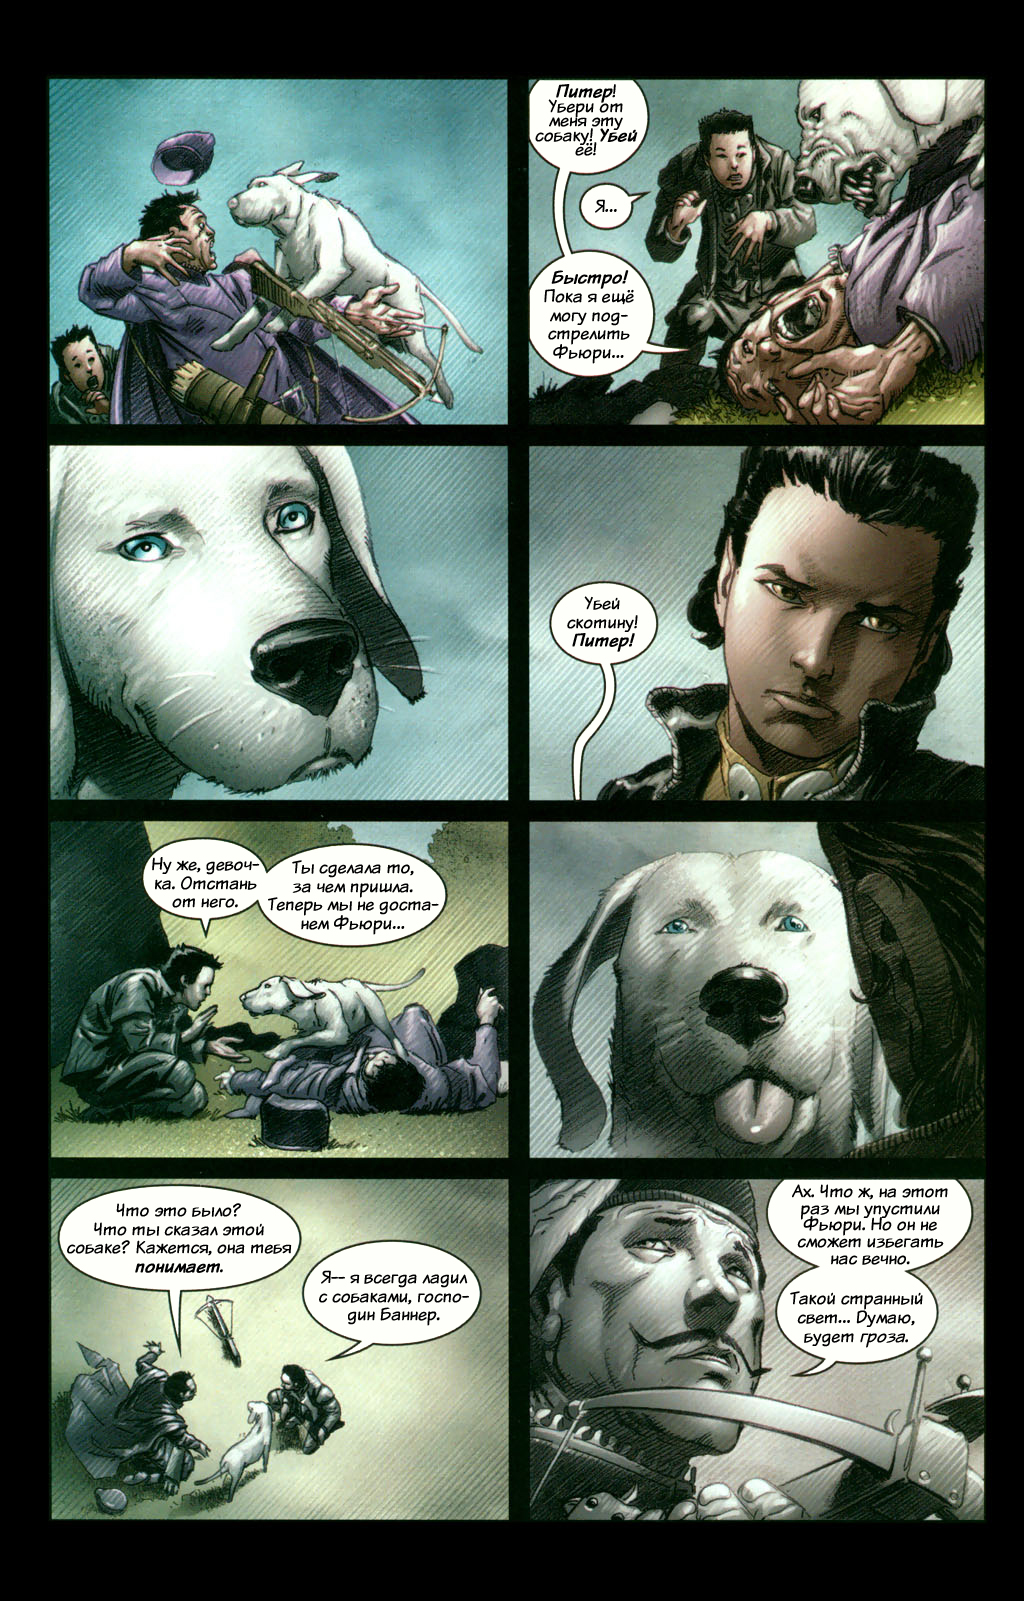 Питер!
Убери от
меня эту
собаку! Убей
её!
Я...
Быстро!
Пока я ещё
могу под-
стрелить
Фьюри...
Убей
скотину!
Питер!
Ну же, девоч-
ка. Отстань
от него.
Ты сделала то,
за чем пришла.
Теперь мы не доста-
нем Фьюри...
Что это было?
Что ты сказал этой
собаке? Кажется, она тебя
понимает.
Я-- я всегда ладил
с собаками, госпо-
дин Баннер.
Ах. Что ж, на этот
раз мы упустили
Фьюри. Но он не
сможет избегать
нас вечно.
Такой странный
свет... Думаю,
будет гроза.